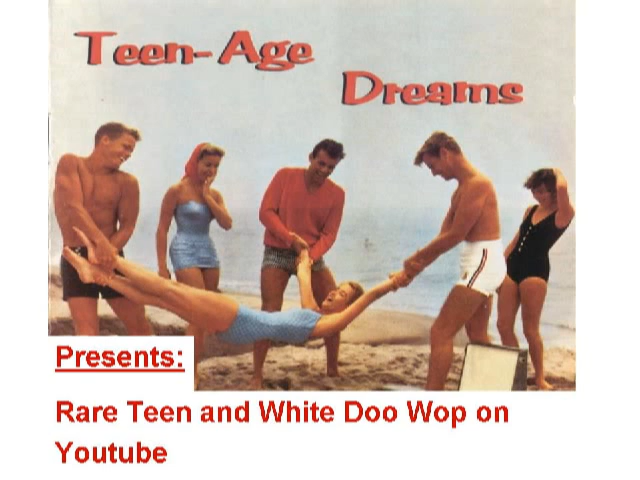 Teen-Age
Dreams
Presents:
Rare Teen and White Doo Wop on
Youtube